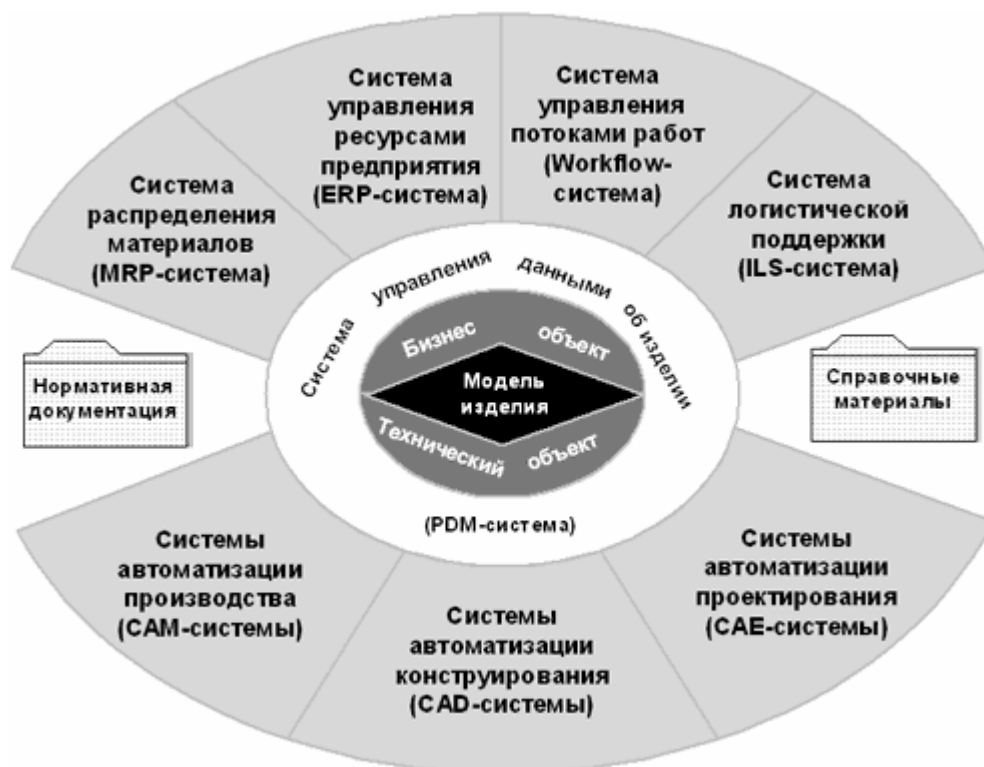 Система
управления
ресурсами
предприятия
(ERP-система)
Система
управления
потоками работ
(Workflow-
система)
Система
распределения
материалов
(MRP-система)
Система
логистической
поддержки
(ILS-система)
Система управления данными об изделии
Бизнес объект
Модель
изделия
Технический объект
(PDM-система)
Нормативная
документация
Справочные
материалы
Системы
автоматизации
производства
(CAM-системы)
Системы
автоматизации
конструирования
(CAD-системы)
Системы
автоматизации
проектирования
(CAE-системы)